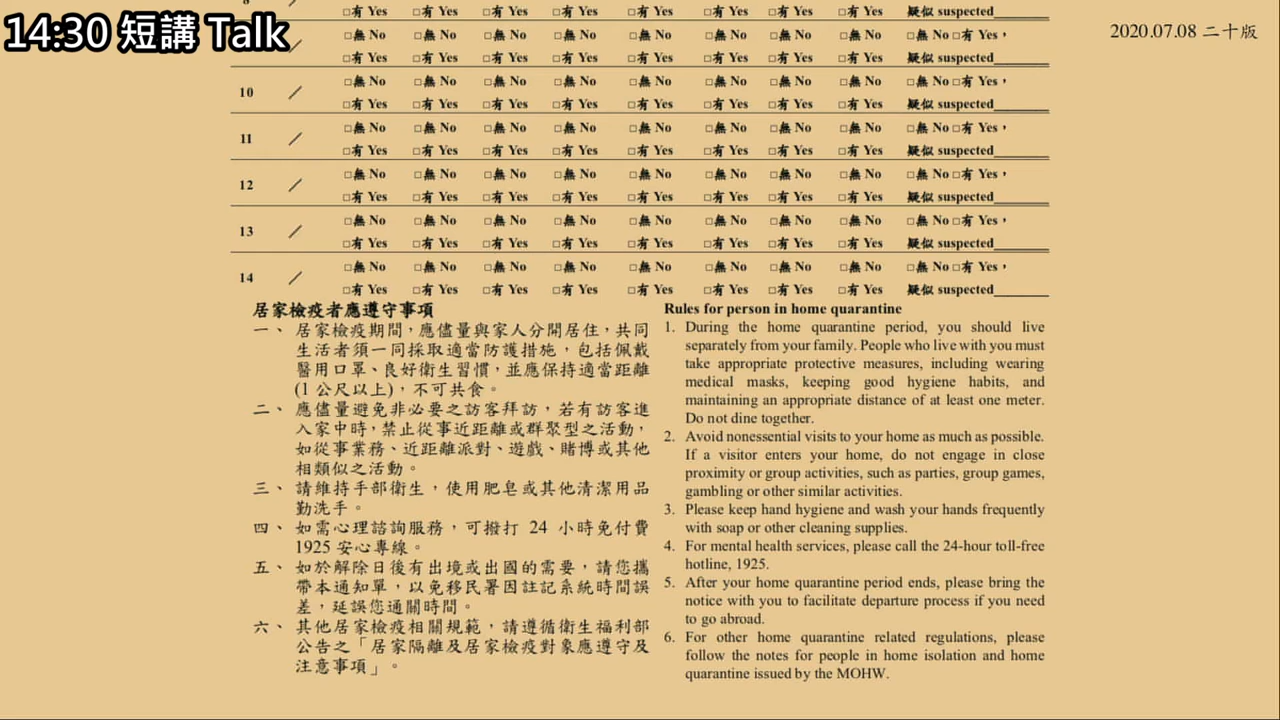 14:30 短講 Talk
2020.07.08 二十版
□有 Yes □有 Yes □有 Yes □有 Yes □有 Yes □有 Yes □有 Yes □有 Yes 疑似 suspected_______
□無 No □無 No □無 No □無 No □無 No □無 No □無 No □無 No □無 No □有 Yes，
□有 Yes □有 Yes □有 Yes □有 Yes □有 Yes □有 Yes □有 Yes □有 Yes 疑似 suspected_______
□無 No □無 No □無 No □無 No □無 No □無 No □無 No □無 No □無 No □有 Yes，
10 ／
□有 Yes □有 Yes □有 Yes □有 Yes □有 Yes □有 Yes □有 Yes □有 Yes 疑似 suspected_______
□無 No □無 No □無 No □無 No □無 No □無 No □無 No □無 No □無 No □有 Yes，
11 ／
□有 Yes □有 Yes □有 Yes □有 Yes □有 Yes □有 Yes □有 Yes □有 Yes 疑似 suspected_______
□無 No □無 No □無 No □無 No □無 No □無 No □無 No □無 No □無 No □有 Yes，
12 ／
□有 Yes □有 Yes □有 Yes □有 Yes □有 Yes □有 Yes □有 Yes □有 Yes 疑似 suspected_______
□無 No □無 No □無 No □無 No □無 No □無 No □無 No □無 No □無 No □有 Yes，
13 ／
□有 Yes □有 Yes □有 Yes □有 Yes □有 Yes □有 Yes □有 Yes □有 Yes 疑似 suspected_______
□無 No □無 No □無 No □無 No □無 No □無 No □無 No □無 No □無 No □有 Yes，
14 ／
□有 Yes □有 Yes □有 Yes □有 Yes □有 Yes □有 Yes □有 Yes □有 Yes 疑似 suspected_______
居家檢疫者應遵守事項
一、 居家檢疫期間，應儘量與家人分開居住，共同
生活者須一同採取適當防護措施，包括佩戴
醫用口罩、良好衛生習慣，並應保持適當距離
(1 公尺以上)，不可共食。
二、 應儘量避免非必要之訪客拜訪，若有訪客進
入家中時，禁止從事近距離或群聚型之活動，
如從事業務、近距離派對、遊戲、賭博或其他
相類似之活動。
三、 請維持手部衛生，使用肥皂或其他清潔用品
勤洗手。
四、 如需心理諮詢服務，可撥打 24 小時免付費
1925 安心專線。
五、 如於解除日後有出境或出國的需要，請您攜
帶本通知單，以免移民署因註記系統時間誤
差，延誤您通關時間。
六、 其他居家檢疫相關規範，請遵循衛生福利部
公告之「居家隔離及居家檢疫對象應遵守及
注意事項」。
Rules for person in home quarantine
1. During the home quarantine period, you should live
separately from your family. People who live with you must
take appropriate protective measures, including wearing
medical masks, keeping good hygiene habits, and
maintaining an appropriate distance of at least one meter.
Do not dine together.
2. Avoid nonessential visits to your home as much as possible.
If a visitor enters your home, do not engage in close
proximity or group activities, such as parties, group games,
gambling or other similar activities.
3. Please keep hand hygiene and wash your hands frequently
with soap or other cleaning supplies.
4. For mental health services, please call the 24-hour toll-free
hotline, 1925.
5. After your home quarantine period ends, please bring the
notice with you to facilitate departure process if you need
to go abroad.
6. For other home quarantine related regulations, please
follow the notes for people in home isolation and home
quarantine issued by the MOHW.